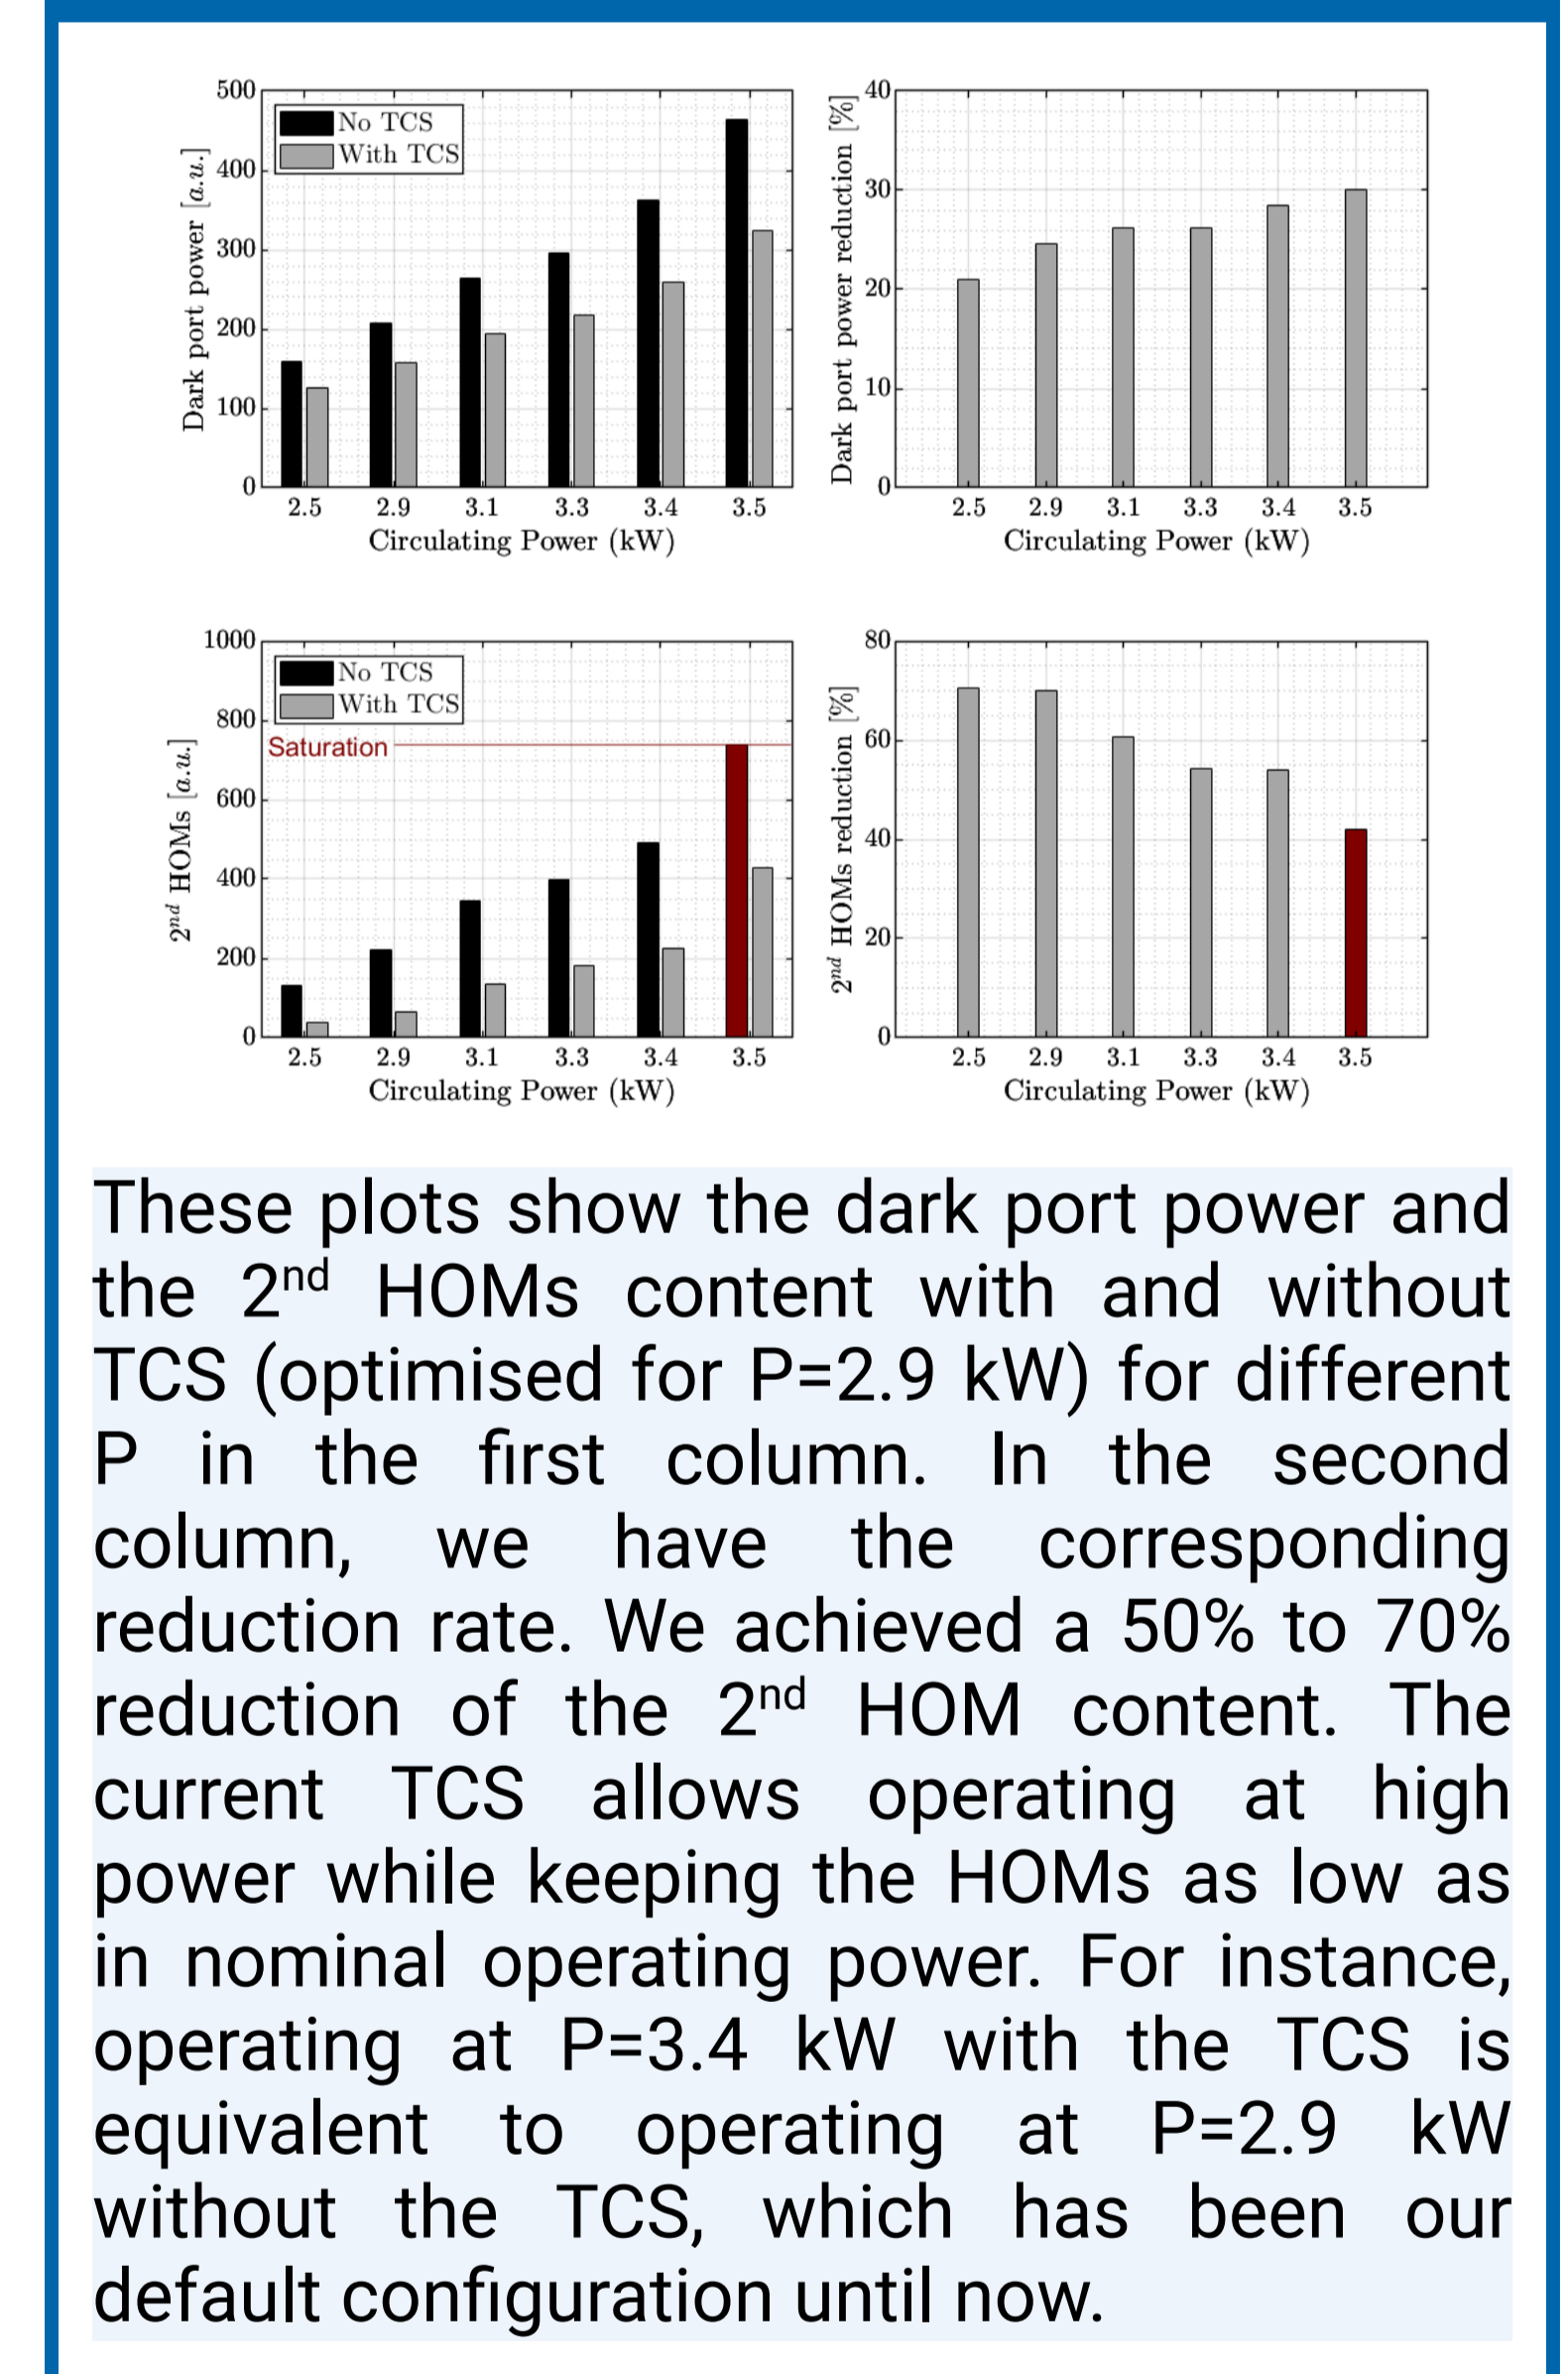 500
400
300
200
100
0
Dark port power [a.u.]
No TCS
With TCS
2.5 2.9 3.1 3.3 3.4 3.5
Circulating Power (kW)
40
30
20
10
0
Dark port power reduction [%]
2.5 2.9 3.1 3.3 3.4 3.5
Circulating Power (kW)
1000
800
600
400
200
0
2nd HOMs [a.u.]
No TCS
With TCS
Saturation
2.5 2.9 3.1 3.3 3.4 3.5
Circulating Power (kW)
80
60
40
20
0
2nd HOMs reduction [%]
2.5 2.9 3.1 3.3 3.4 3.5
Circulating Power (kW)
These plots show the dark port power and
the 2nd HOMs content with and without
TCS (optimised for P=2.9 kW) for different
P in the first column. In the second
column, we have the corresponding
reduction rate. We achieved a 50% to 70%
reduction of the 2nd HOM content. The
current TCS allows operating at high
power while keeping the HOMs as low as
in nominal operating power. For instance,
operating at P=3.4 kW with the TCS is
equivalent to operating at P=2.9 kW
without the TCS, which has been our
default configuration until now.